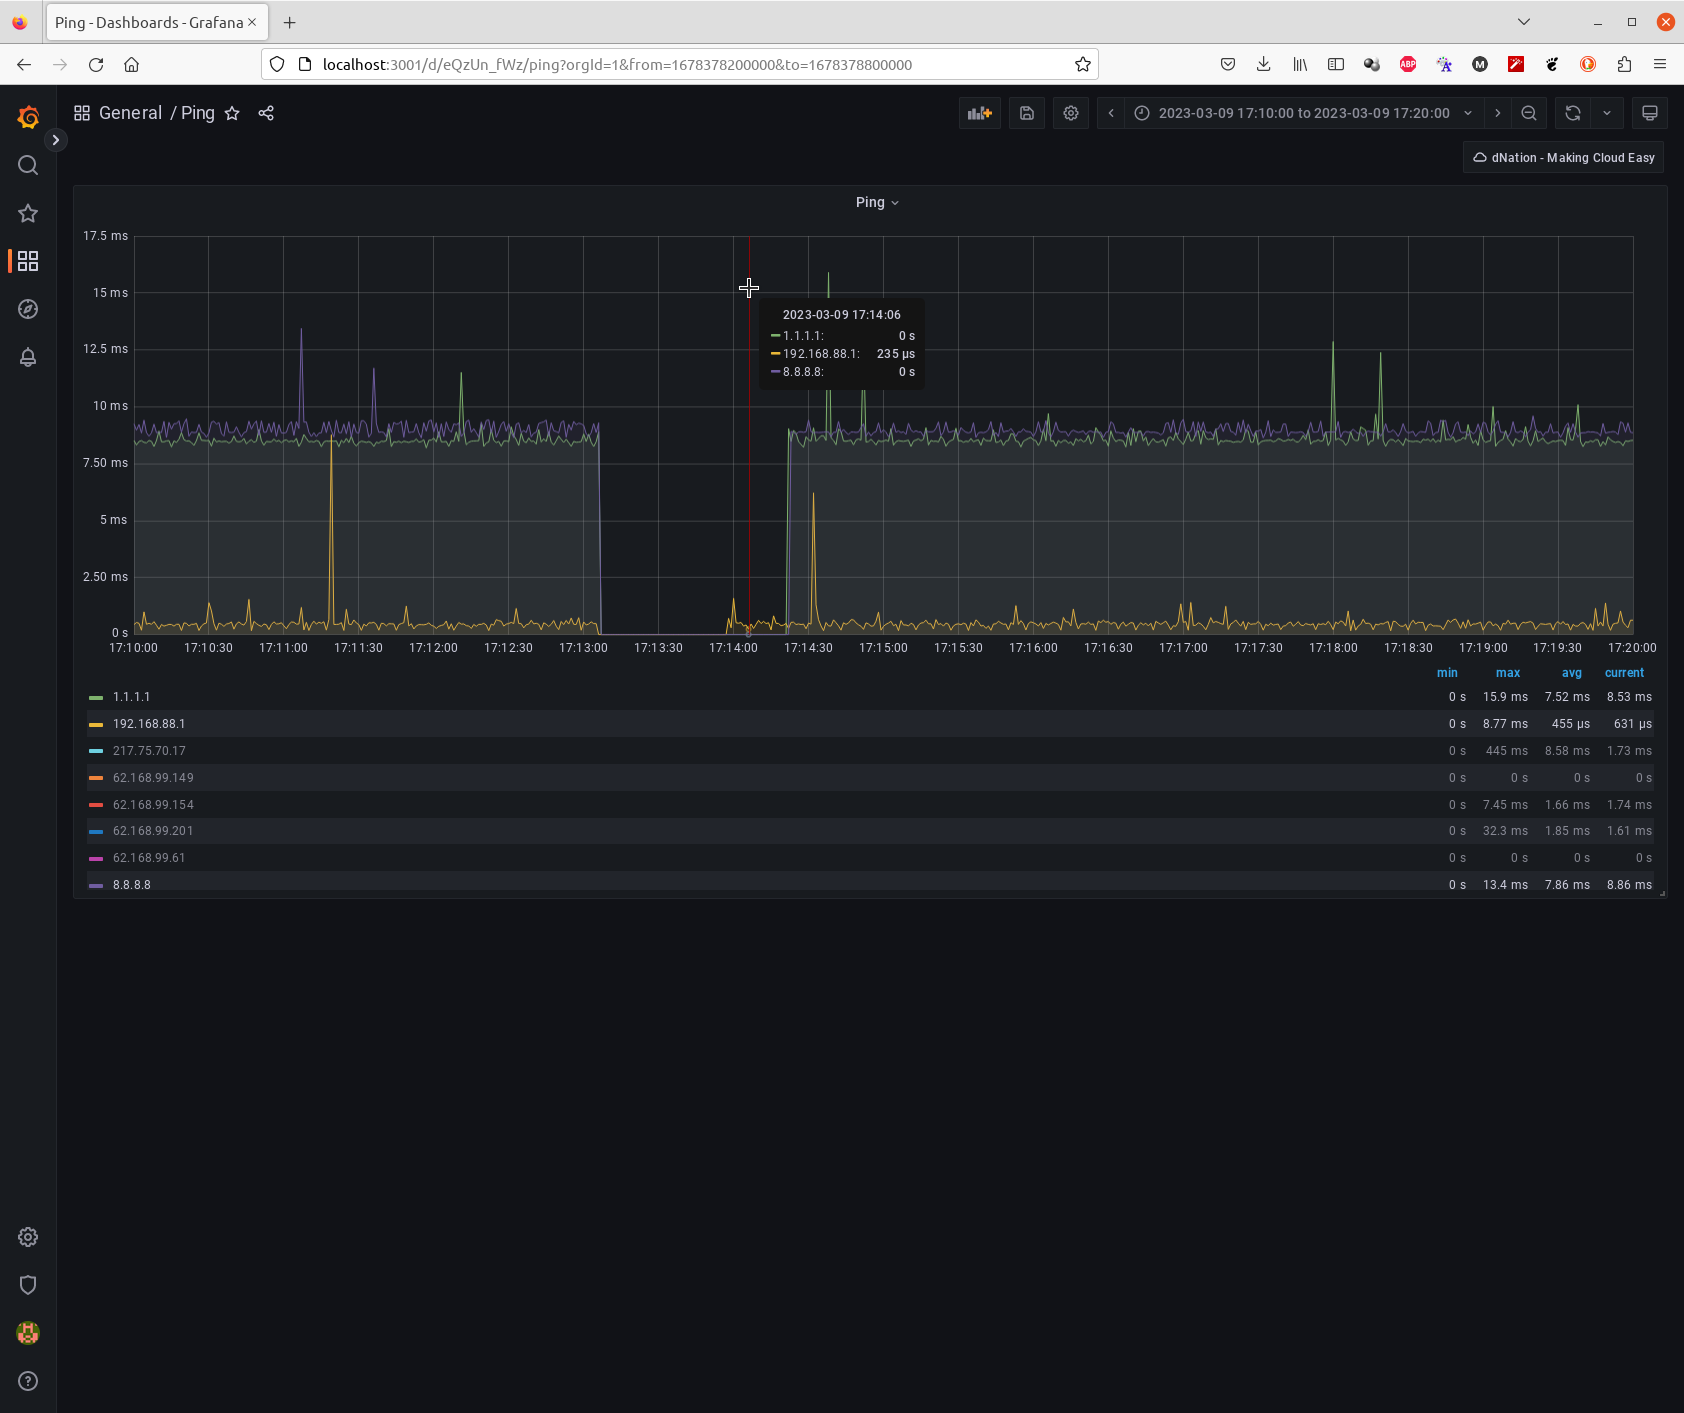 Ping - Dashboards - Grafana
localhost:3001/d/eQzUn_fWz/ping?orgId=1&from=1678378200000&to=1678378800000
ABP
A
M
General / Ping
2023-03-09 17:10:00 to 2023-03-09 17:20:00
dNation - Making Cloud Easy
Ping
17.5 ms
15 ms
12.5 ms
10 ms
7.50 ms
5 ms
2.50 ms
0 s
2023-03-09 17:14:06
1.1.1.1: 0 s
192.168.88.1: 235 µs
8.8.8.8: 0 s
17:10:00 17:10:30 17:11:00 17:11:30 17:12:00 17:12:30 17:13:00 17:13:30 17:14:00 17:14:30 17:15:00 17:15:30 17:16:00 17:16:30 17:17:00 17:17:30 17:18:00 17:18:30 17:19:00 17:19:30 17:20:00
min max avg current
1.1.1.1 0 s 15.9 ms 7.52 ms 8.53 ms
192.168.88.1 0 s 8.77 ms 455 µs 631 µs
217.75.70.17 0 s 445 ms 8.58 ms 1.73 ms
62.168.99.149 0 s 0 s 0 s 0 s
62.168.99.154 0 s 7.45 ms 1.66 ms 1.74 ms
62.168.99.201 0 s 32.3 ms 1.85 ms 1.61 ms
62.168.99.61 0 s 0 s 0 s 0 s
8.8.8.8 0 s 13.4 ms 7.86 ms 8.86 ms